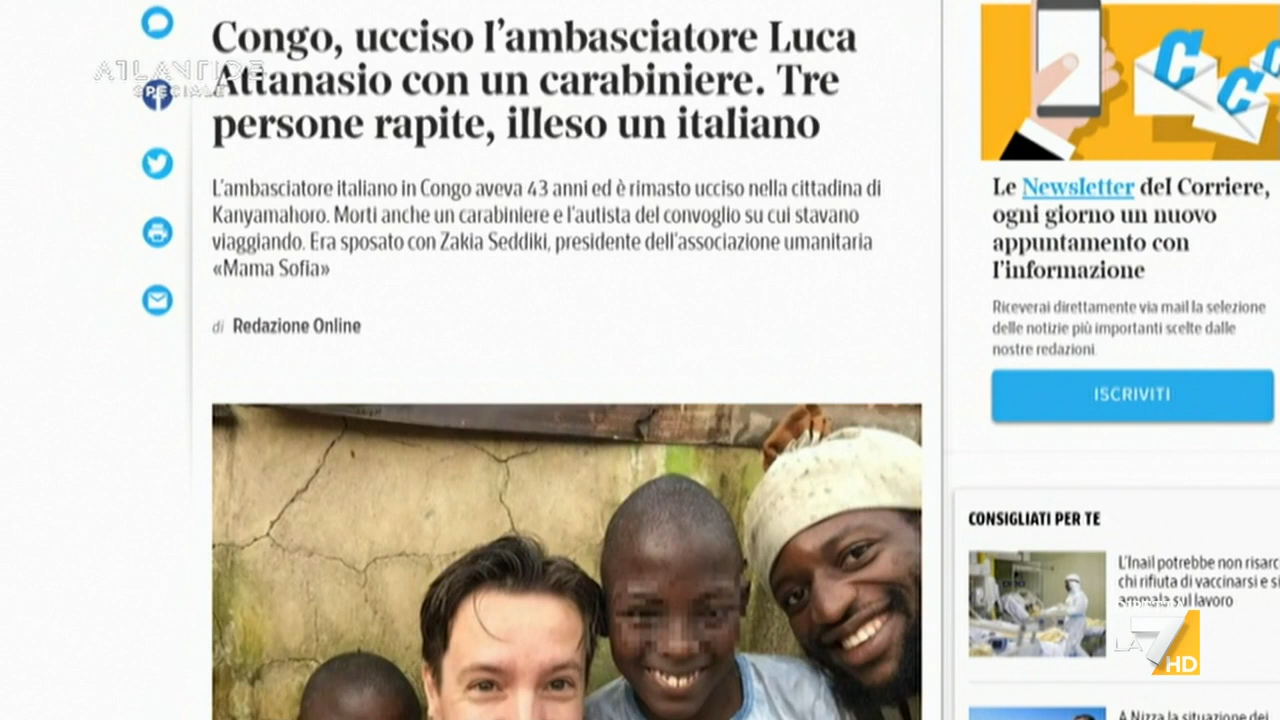 ATLANTIDE
SPECIALE
Congo, ucciso l'ambasciatore Luca
Attanasio con un carabiniere. Tre
persone rapite, illeso un italiano
L'ambasciatore italiano in Congo aveva 43 anni ed è rimasto ucciso nella cittadina di
Kanyamahoro. Morti anche un carabiniere e l'autista del convoglio su cui stavano
viaggiando. Era sposato con Zakia Seddiki, presidente dell'associazione umanitaria
«Mama Sofia»
di Redazione Online
Le Newsletter del Corriere,
ogni giorno un nuovo
appuntamento con
l'informazione
Riceverai direttamente via mail la selezione
delle notizie più importanti scelte dalle
nostre redazioni.
ISCRIVITI
CONSIGLIATI PER TE
L'Inail potrebbe non risarc
chi rifiuta di vaccinarsi e si
ammala sul lavoro
LA 7 HD
A Nizza la situazione dei